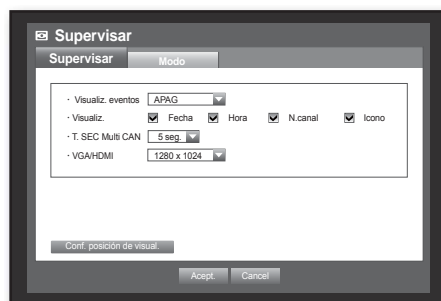 Supervisar
Supervisar Modo
· Visualiz. eventos APAG
· Visualiz. Fecha Hora N.canal Icono
· T. SEC Multi CAN 5 seg.
· VGA/HDMI 1280 x 1024
Conf. posición de visual.
Acept. Cancel